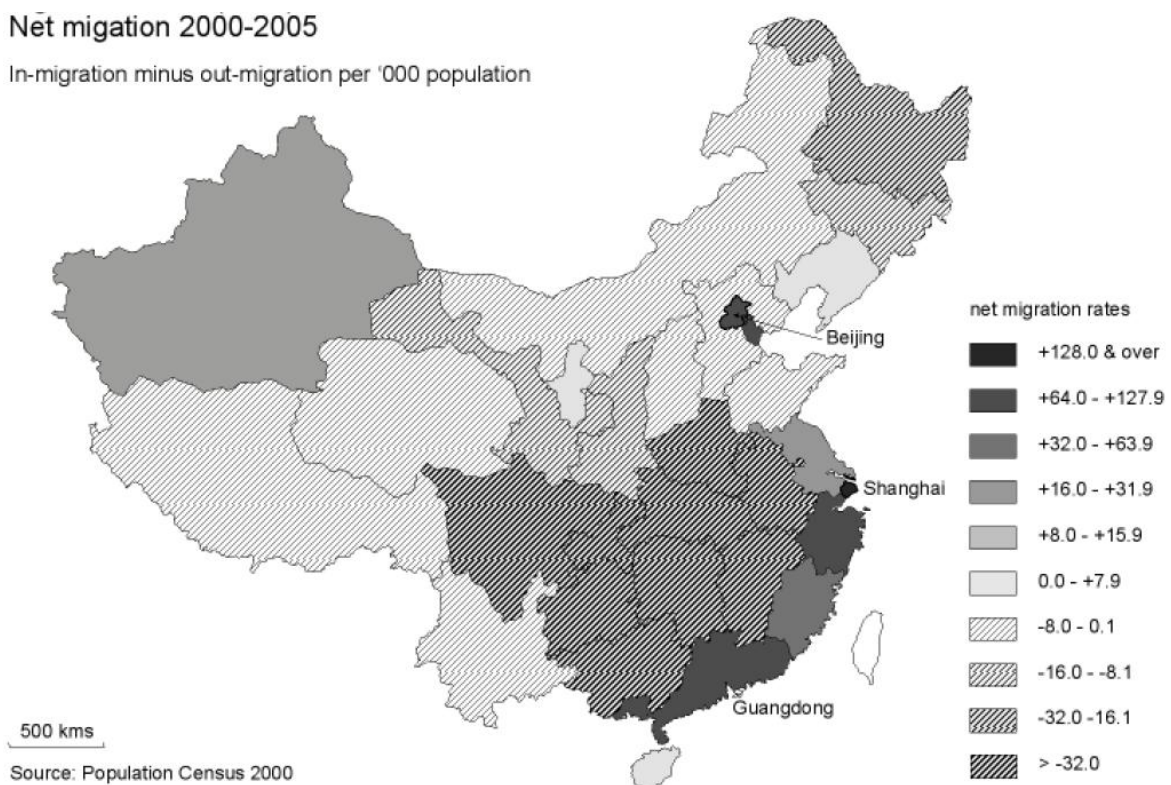 Net migation 2000-2005
In-migration minus out-migration per ‘000 population
Beijing
Shanghai
Guangdong
net migration rates
+128.0 & over
+64.0 - +127.9
+32.0 - +63.9
+16.0 - +31.9
+8.0 - +15.9
0.0 - +7.9
-8.0 - 0.1
-16.0 - -8.1
-32.0 -16.1
> -32.0
500 kms
Source: Population Census 2000